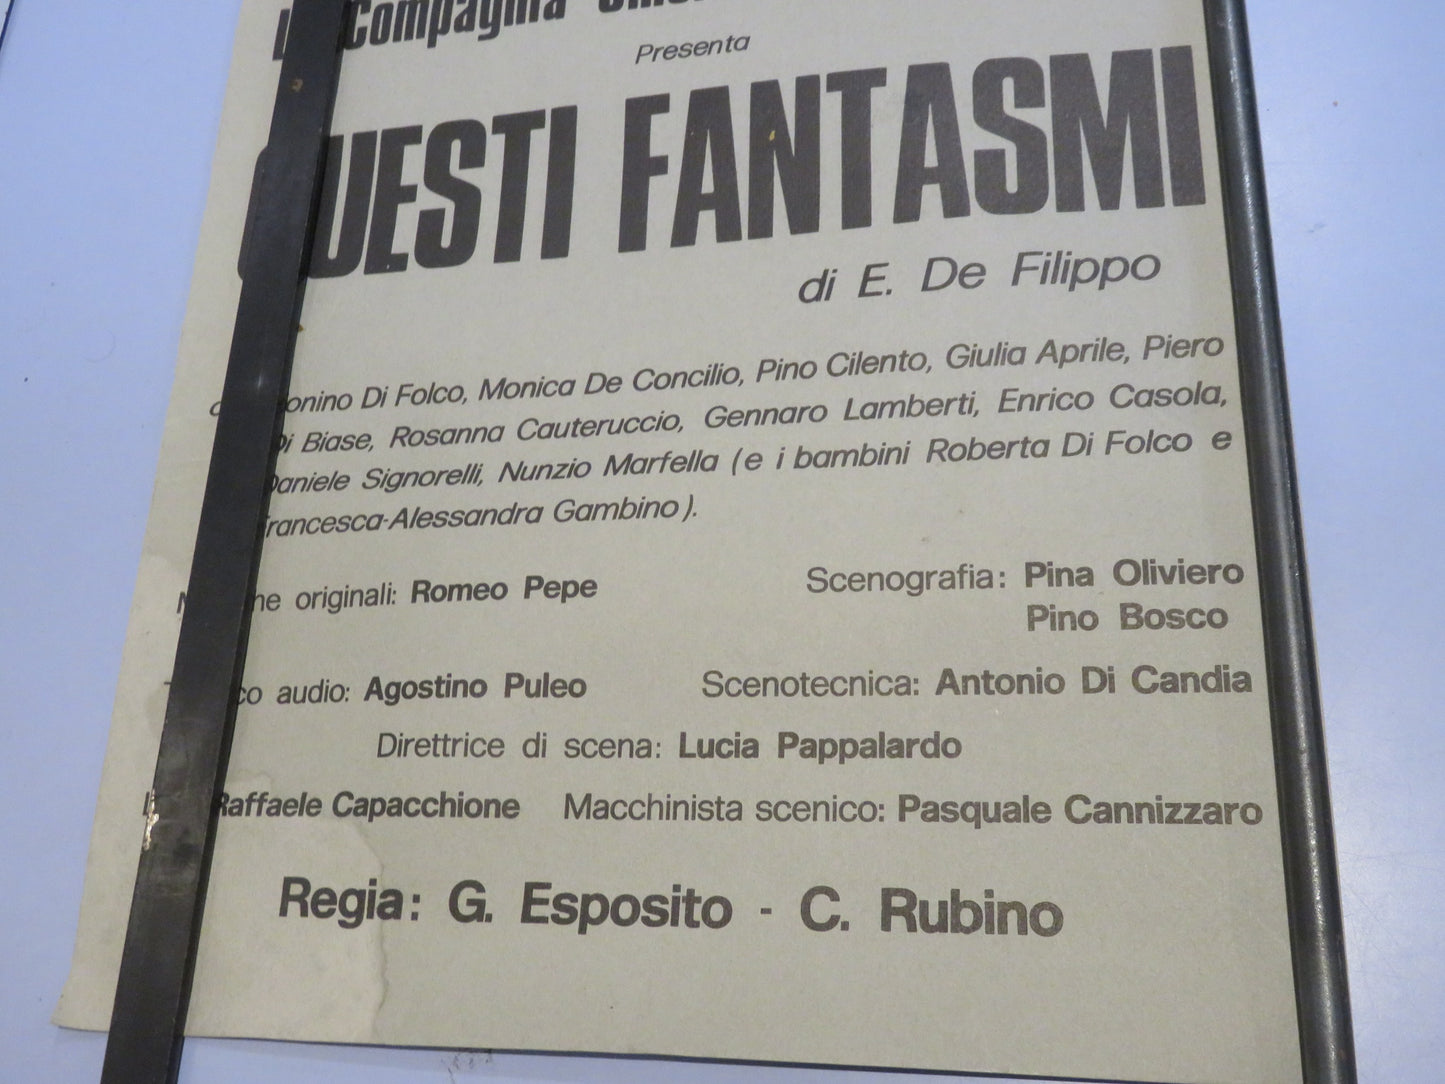 Compagnia
Presenta
QUESTI FANTASMI
di E. De Filippo
onino Di Folco, Monica De Concilio, Pino Cilento, Giulia Aprile, Piero
Di Biase, Rosanna Cauteruccio, Gennaro Lamberti, Enrico Casola,
Daniele Signorelli, Nunzio Marfella (e i bambini Roberta Di Folco e
Francesca-Alessandra Gambino).
he originali: Romeo Pepe
Scenografia: Pina Oliviero
Pino Bosco
co audio: Agostino Puleo
Scenotecnica: Antonio Di Candia
Direttrice di scena: Lucia Pappalardo
Raffaele Capacchione
Macchinista scenico: Pasquale Cannizzaro
Regia: G. Esposito - C. Rubino